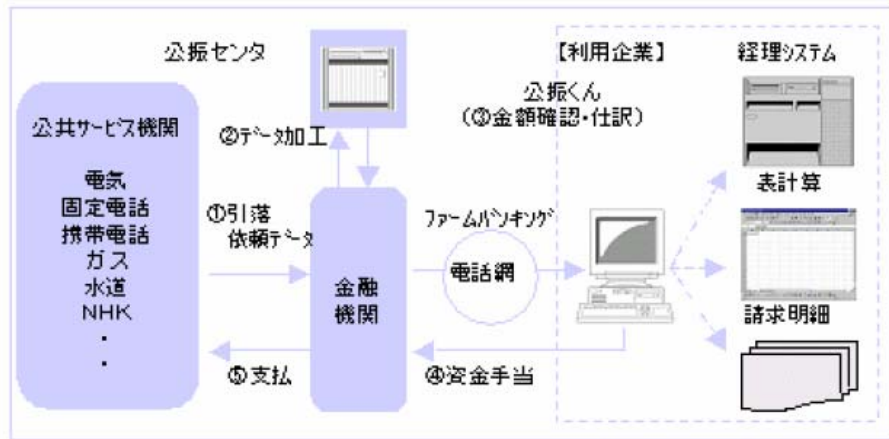 公振センタ
【利用企業】
経理システム
公振くん
(③金額確認・仕訳)
公共サービス機関
②データ加工
電気
固定電話
携帯電話
ガス
水道
NHK
・
・
①引落
依頼データ
ファームバンキング
電話網
金融
機関
表計算
請求明細
⑤支払
④資金手当